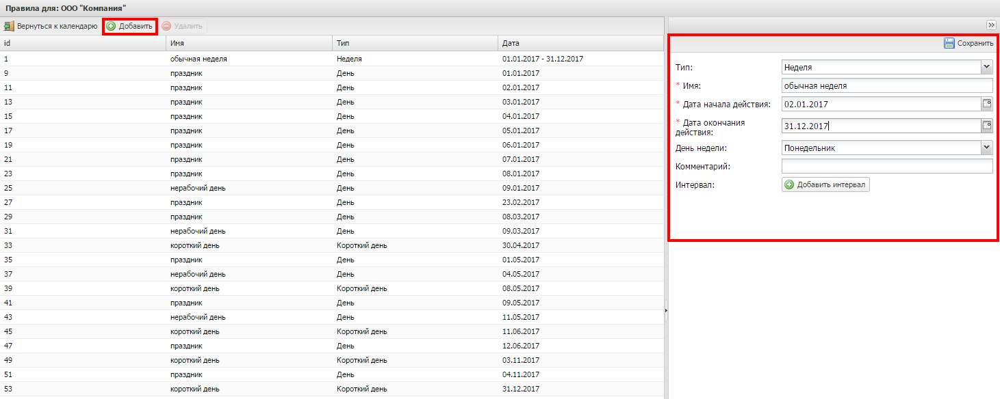 Правила для: ООО "Компания"
Вернуться к календарю Добавить Удалить
id Имя Тип Дата
1 обычная неделя Неделя 01.01.2017 - 31.12.2017
9 праздник День 01.01.2017
11 праздник День 02.01.2017
13 праздник День 03.01.2017
15 праздник День 04.01.2017
17 праздник День 05.01.2017
19 праздник День 06.01.2017
21 праздник День 07.01.2017
23 праздник День 08.01.2017
25 нерабочий день День 09.01.2017
27 праздник День 23.02.2017
29 праздник День 08.03.2017
31 нерабочий день День 09.03.2017
33 короткий день Короткий день 30.04.2017
35 праздник День 01.05.2017
37 нерабочий день День 04.05.2017
39 короткий день Короткий день 08.05.2017
41 праздник День 09.05.2017
43 нерабочий день День 11.05.2017
45 короткий день Короткий день 11.06.2017
47 праздник День 12.06.2017
49 короткий день Короткий день 03.11.2017
51 праздник День 04.11.2017
53 короткий день Короткий день 31.12.2017
Сохранить
Тип: Неделя
* Имя: обычная неделя
* Дата начала действия: 02.01.2017
* Дата окончания
действия: 31.12.2017
День недели: Понедельник
Комментарий:
Интервал: Добавить интервал